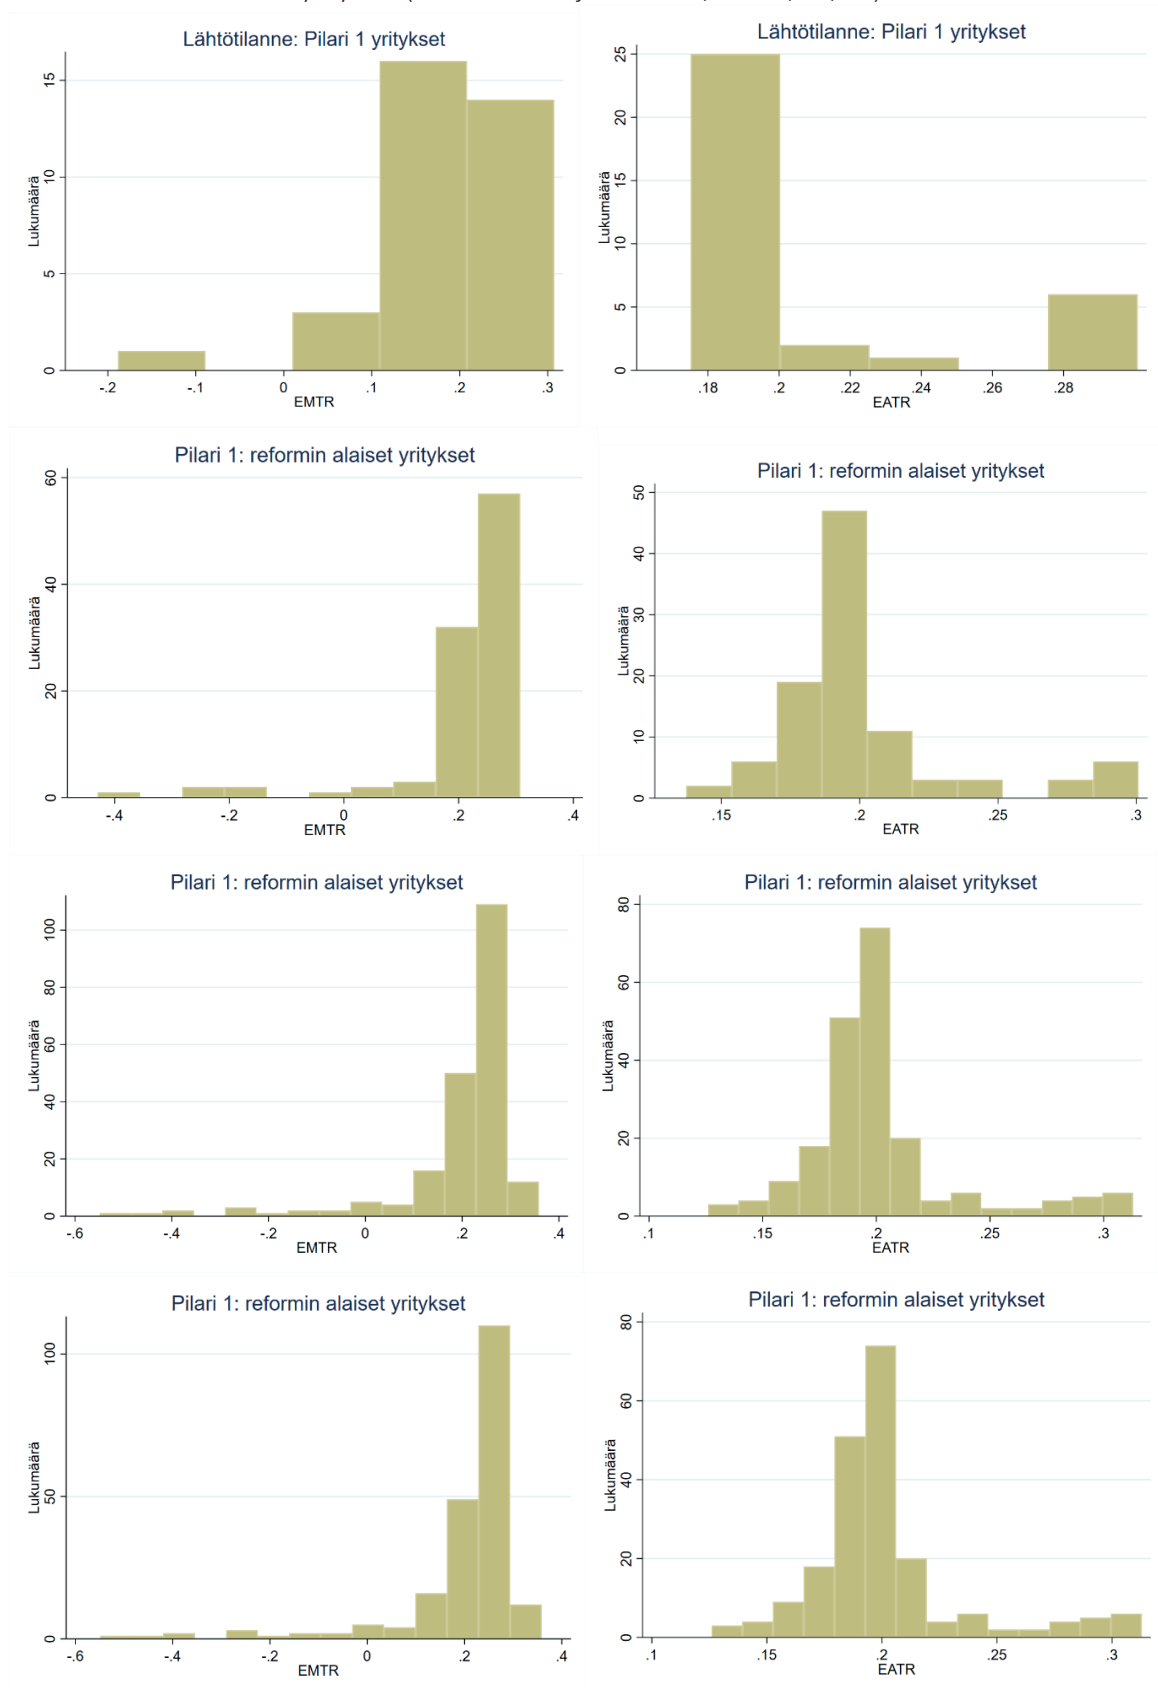 Lähtötilanne: Pilari 1 yritykset
Lukumäärä
15
10
5
0
-.2 -.1 0 .1 .2 .3
EMTR
Lähtötilanne: Pilari 1 yritykset
Lukumäärä
25
20
15
10
5
0
.18 .2 .22 .24 .26 .28
EATR
Pilari 1: reformin alaiset yritykset
Lukumäärä
60
40
20
0
-.4 -.2 0 .2 .4
EMTR
Pilari 1: reformin alaiset yritykset
Lukumäärä
50
40
30
20
10
0
.15 .2 .25 .3
EATR
Pilari 1: reformin alaiset yritykset
Lukumäärä
100
80
60
40
20
0
-.6 -.4 -.2 0 .2 .4
EMTR
Pilari 1: reformin alaiset yritykset
Lukumäärä
80
60
40
20
0
.1 .15 .2 .25 .3
EATR
Pilari 1: reformin alaiset yritykset
Lukumäärä
100
50
0
-.6 -.4 -.2 0 .2 .4
EMTR
Pilari 1: reformin alaiset yritykset
Lukumäärä
80
60
40
20
0
.1 .15 .2 .25 .3
EATR